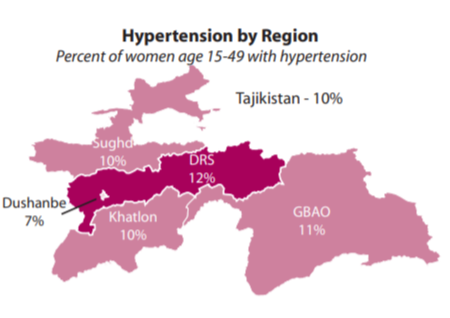 Hypertension by Region
Percent of women age 15-49 with hypertension
Tajikistan - 10%
Sughd
10%
DRS
12%
Dushanbe
7%
Khatlon
10%
GBAO
11%